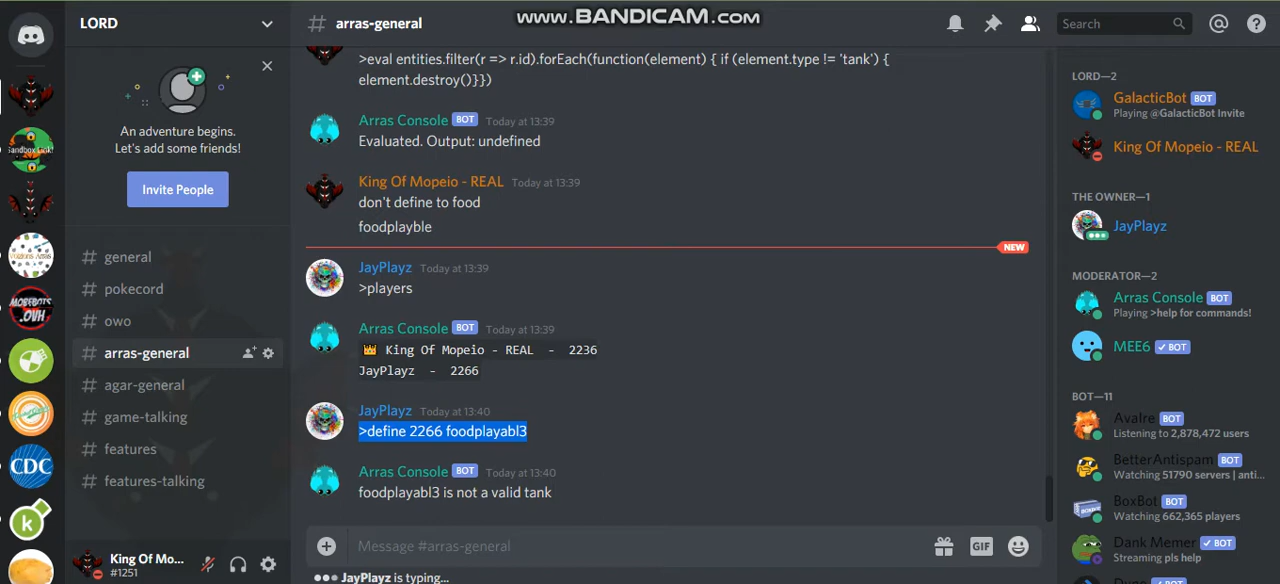 www.BANDICAM.com
LORD
arras-general
Search
An adventure begins.
Let's add some friends!
Invite People
general
pokecord
owo
arras-general
agar-general
game-talking
features
features-talking
King Of Mo...
#1251
>eval entities.filter(r => r.id).forEach(function(element) { if (element.type != 'tank') {
element.destroy()}})
Arras Console BOT Today at 13:39
Evaluated. Output: undefined
King Of Mopeio - REAL Today at 13:39
don't define to food
foodplayble
NEW
JayPlayz Today at 13:39
>players
Arras Console BOT Today at 13:39
King Of Mopeio - REAL - 2236
JayPlayz - 2266
JayPlayz Today at 13:40
>define 2266 foodplayabl3
Arras Console BOT Today at 13:40
foodplayabl3 is not a valid tank
Message #arras-general
GIF
JayPlayz is typing...
LORD—2
GalacticBot BOT
Playing @GalacticBot Invite
King Of Mopeio - REAL
THE OWNER—1
JayPlayz
MODERATOR—2
Arras Console BOT
Playing >help for commands!
MEE6 BOT
BOT—11
Avalre BOT
Listening to 2,878,472 users
BetterAntispam BOT
Watching 51790 servers | anti...
BoxBot BOT
Watching 662,365 players
Dank Memer BOT
Streaming pls help
MOREBOTS
.OVH
CDC
k